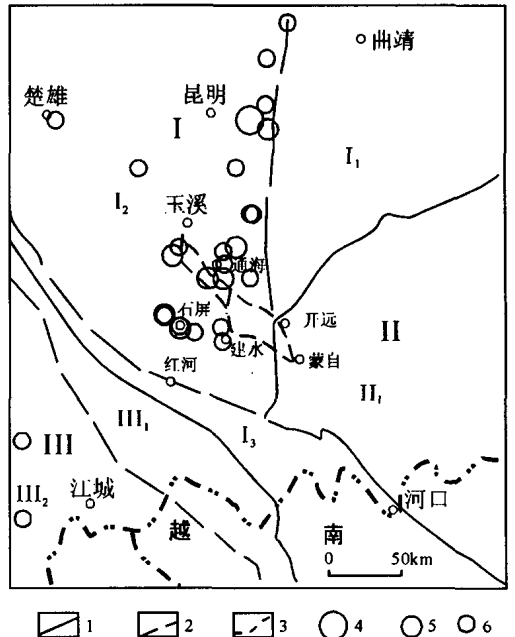 曲靖
楚雄
昆明
I
I₁
I₂
玉溪
通海
石屏
开远
II
建水
蒙自
红河
II₁
III₁
I₃
III
III₂
江城
河口
越 南
0 50km
1 2 3 4 5 6